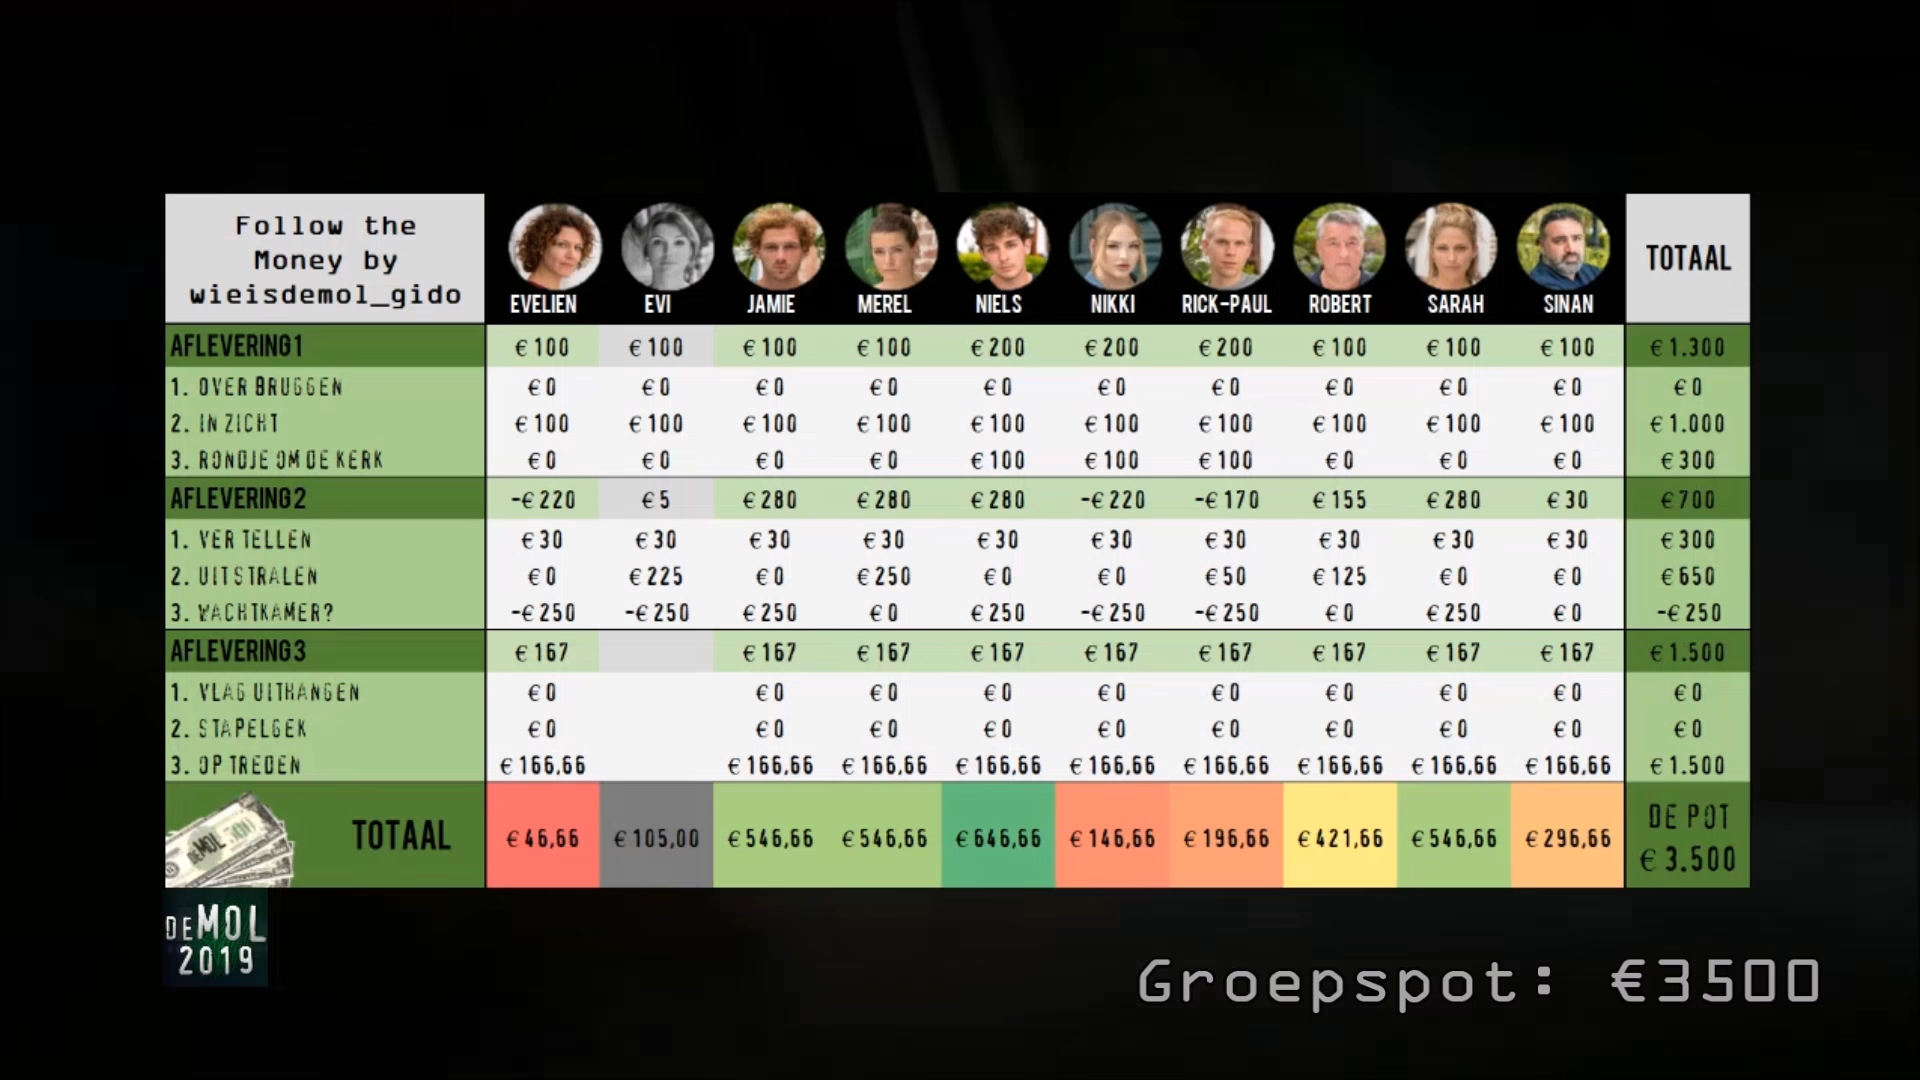 Follow the
Money by
wieisdemol_gido
EVELIEN EVI JAMIE MEREL NIELS NIKKI RICK-PAUL ROBERT SARAH SINAN TOTAAL
AFLEVERING 1 € 100 € 100 € 100 € 100 € 200 € 200 € 200 € 100 € 100 € 100 € 1.300
1. OVER BRUGGEN € 0 € 0 € 0 € 0 € 0 € 0 € 0 € 0 € 0 € 0 € 0
2. IN ZICHT € 100 € 100 € 100 € 100 € 100 € 100 € 100 € 100 € 100 € 100 € 1.000
3. RONDJE OM DE KERK € 0 € 0 € 0 € 0 € 100 € 100 € 100 € 0 € 0 € 0 € 300
AFLEVERING 2 -€ 220 € 5 € 280 € 280 € 280 -€ 220 -€ 170 € 155 € 280 € 30 € 700
1. VER TELLEN € 30 € 30 € 30 € 30 € 30 € 30 € 30 € 30 € 30 € 30 € 300
2. UIT STRALEN € 0 € 225 € 0 € 250 € 0 € 0 € 50 € 125 € 0 € 0 € 650
3. WACHTKAMER? -€ 250 -€ 250 € 250 € 0 € 250 -€ 250 -€ 250 € 0 € 250 € 0 -€ 250
AFLEVERING 3 € 167 € 167 € 167 € 167 € 167 € 167 € 167 € 167 € 167 € 1.500
1. VLAG UITHANGEN € 0 € 0 € 0 € 0 € 0 € 0 € 0 € 0 € 0 € 0
2. STAPELGEK € 0 € 0 € 0 € 0 € 0 € 0 € 0 € 0 € 0 € 0
3. OP TREDEN € 166,66 € 166,66 € 166,66 € 166,66 € 166,66 € 166,66 € 166,66 € 166,66 € 166,66 € 1.500
TOTAAL € 46,66 € 105,00 € 546,66 € 546,66 € 646,66 € 146,66 € 196,66 € 421,66 € 546,66 € 296,66 DE POT
€ 3.500
DEMOL
DEMOL
2019
Groepspot: €3500